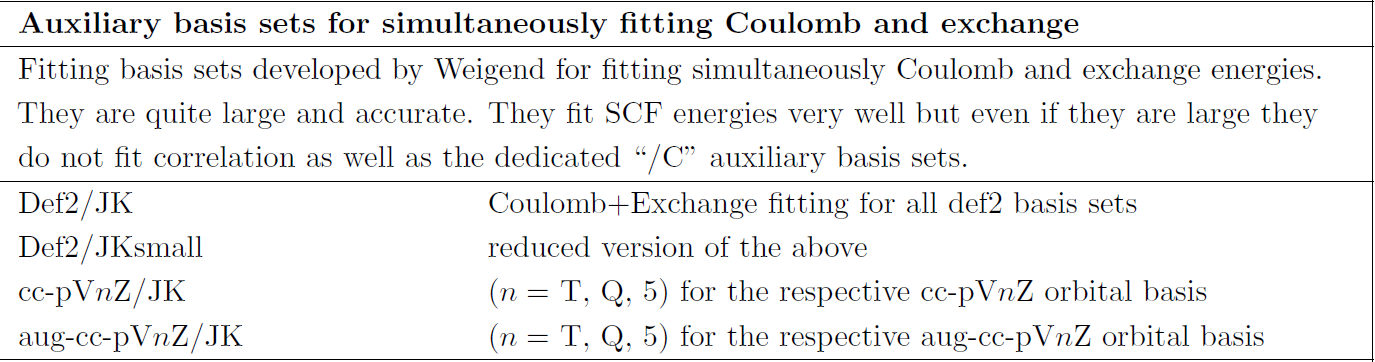 Auxiliary basis sets for simultaneously fitting Coulomb and exchange
Fitting basis sets developed by Weigend for fitting simultaneously Coulomb and exchange energies.
They are quite large and accurate. They fit SCF energies very well but even if they are large they
do not fit correlation as well as the dedicated “/C” auxiliary basis sets.
Def2/JK Coulomb+Exchange fitting for all def2 basis sets
Def2/JKsmall reduced version of the above
cc-pVnZ/JK (n = T, Q, 5) for the respective cc-pVnZ orbital basis
aug-cc-pVnZ/JK (n = T, Q, 5) for the respective aug-cc-pVnZ orbital basis